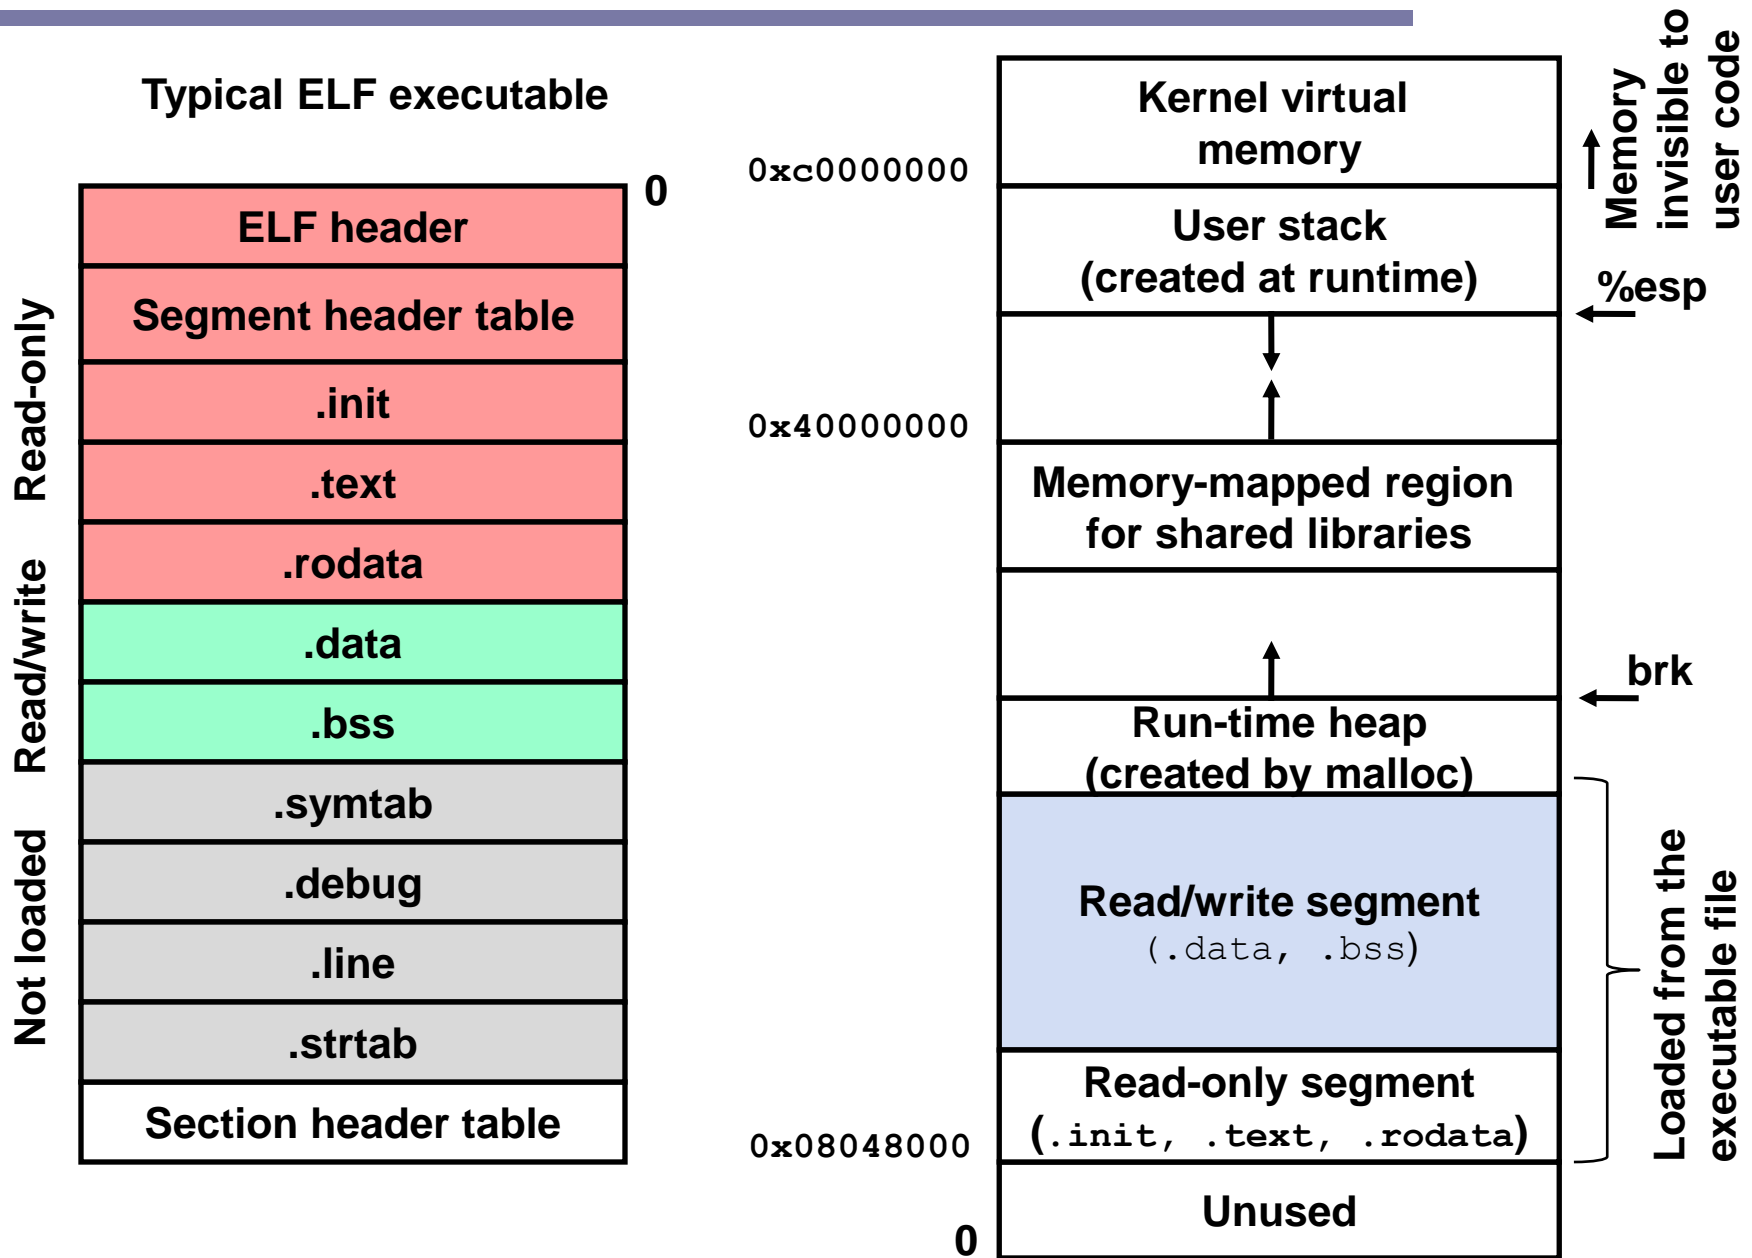 Typical ELF executable
0
ELF header
Segment header table
.init
.text
.rodata
.data
.bss
.symtab
.debug
.line
.strtab
Section header table
Read-only
Read/write
Not loaded
Kernel virtual
memory
0xc0000000
User stack
(created at runtime)
0x40000000
Memory-mapped region
for shared libraries
Run-time heap
(created by malloc)
Read/write segment
(.data, .bss)
Read-only segment
(.init, .text, .rodata)
0x08048000
Unused
0
Memory
invisible to
user code
%esp
brk
Loaded from the
executable file